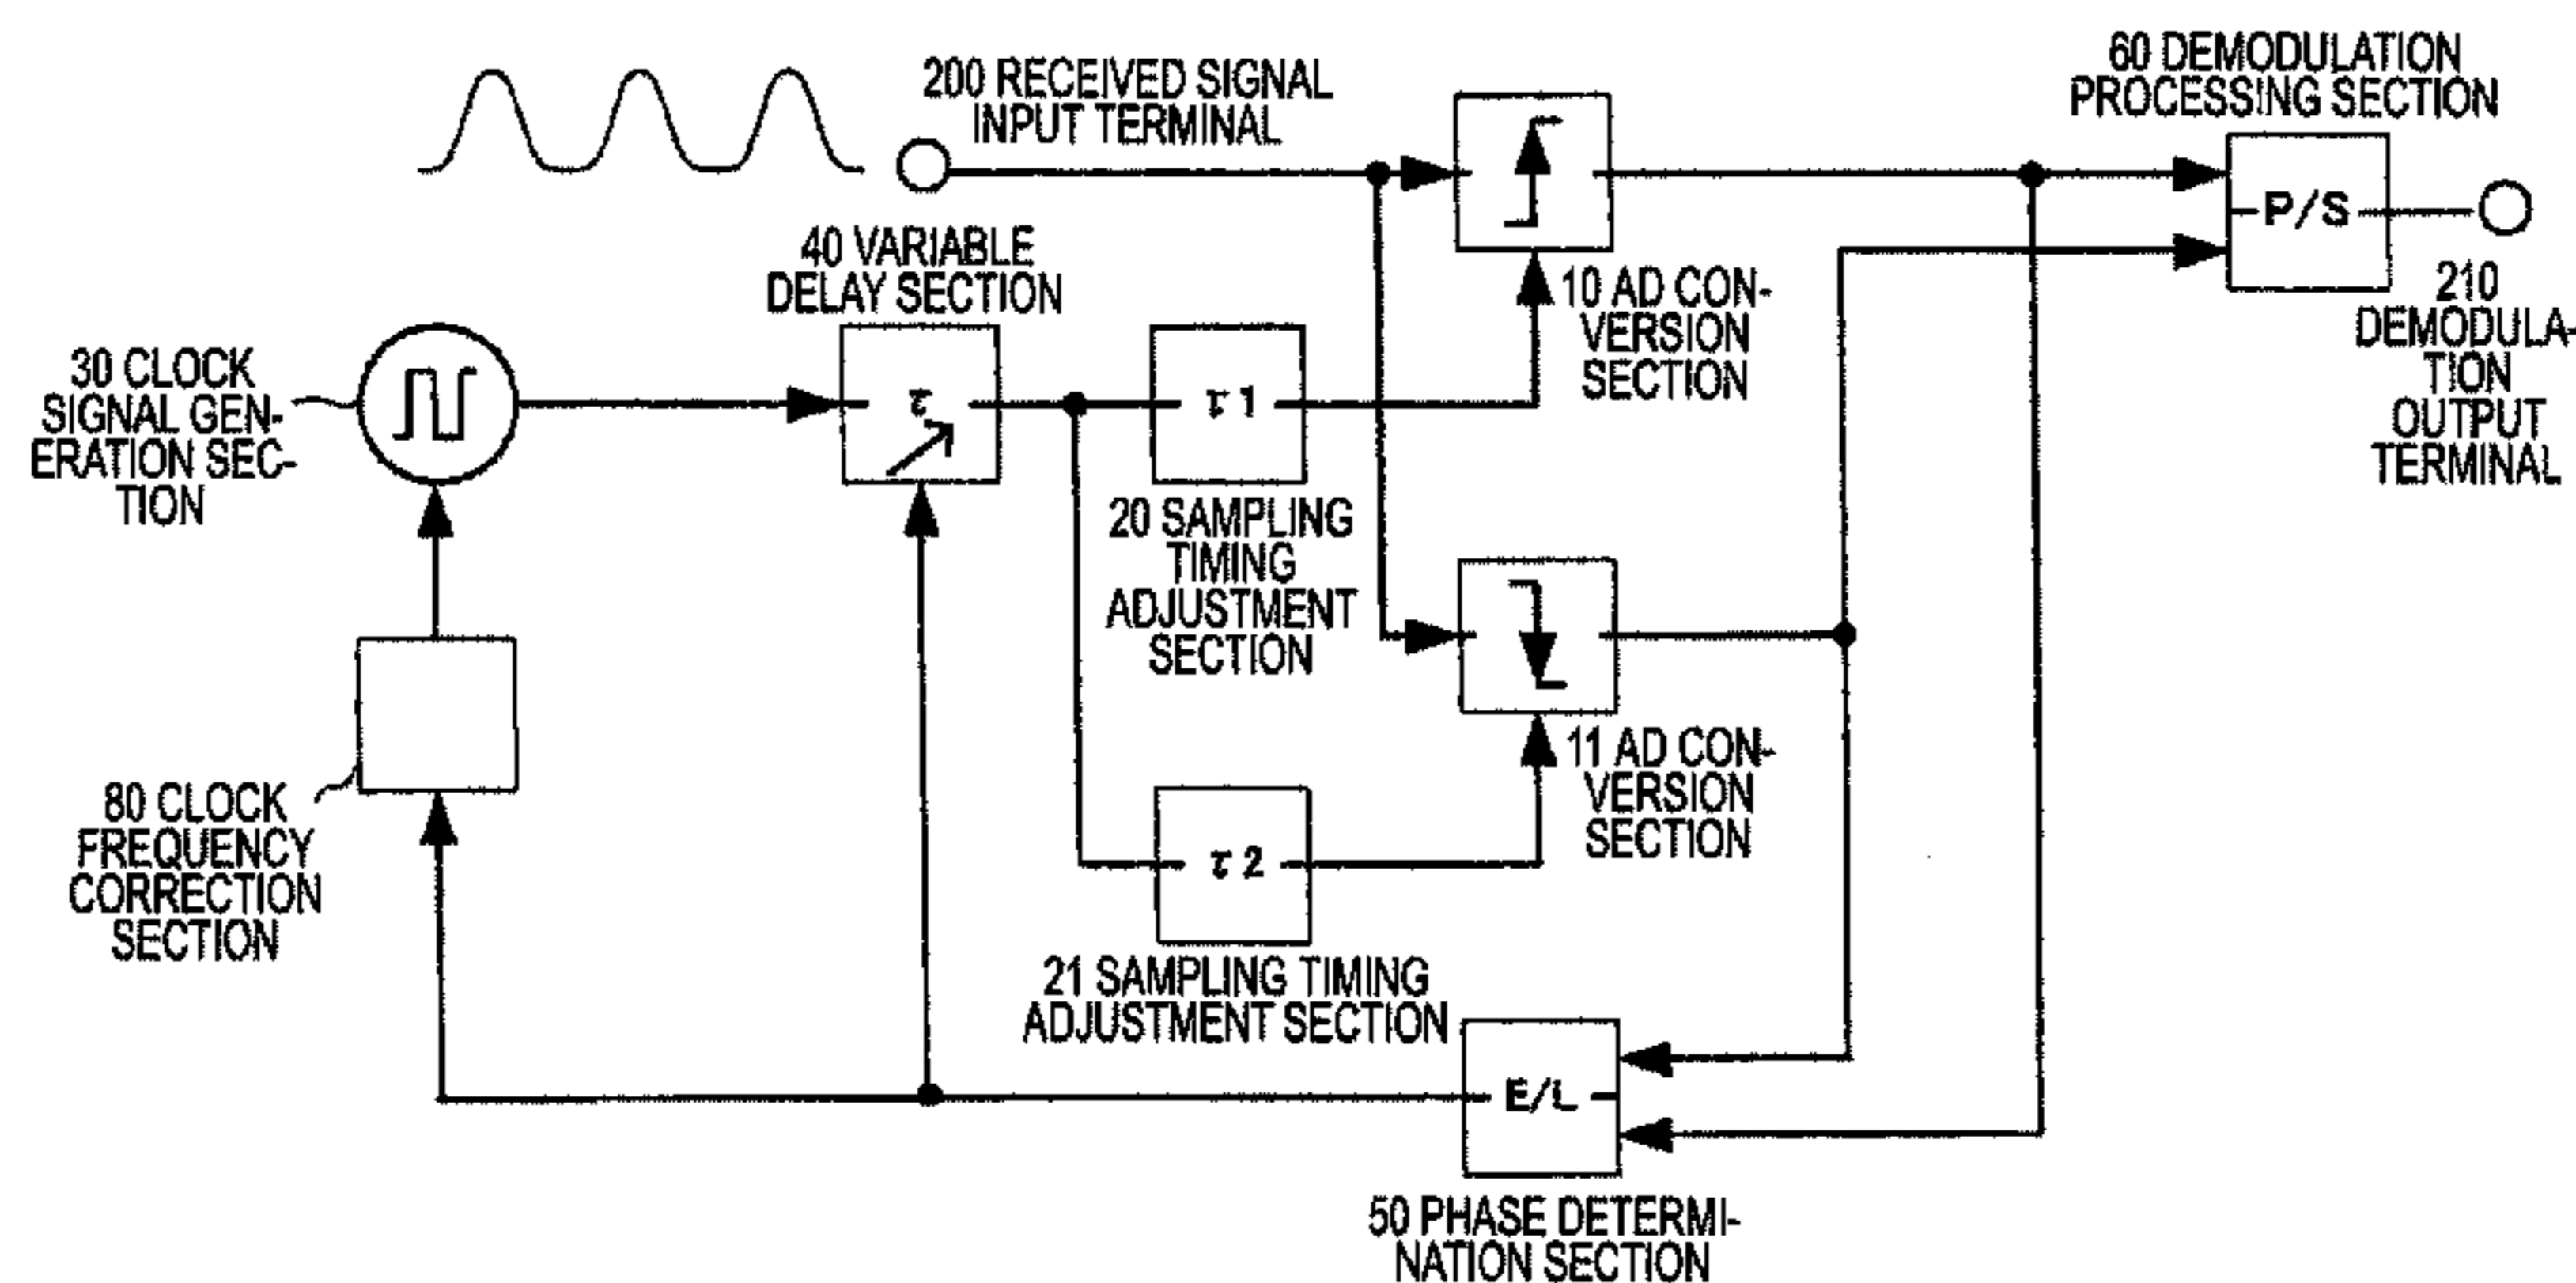 200 RECEIVED SIGNAL
INPUT TERMINAL
60 DEMODULATION
PROCESSING SECTION
P/S
210
DEMODULA-
TION
OUTPUT
TERMINAL
40 VARIABLE
DELAY SECTION
10 AD CON-
VERSION
SECTION
30 CLOCK
SIGNAL GEN-
ERATION SEC-
TION
τ
τ1
20 SAMPLING
TIMING
ADJUSTMENT
SECTION
11 AD CON-
VERSION
SECTION
80 CLOCK
FREQUENCY
CORRECTION
SECTION
τ2
21 SAMPLING TIMING
ADJUSTMENT SECTION
E/L
50 PHASE DETERMI-
NATION SECTION